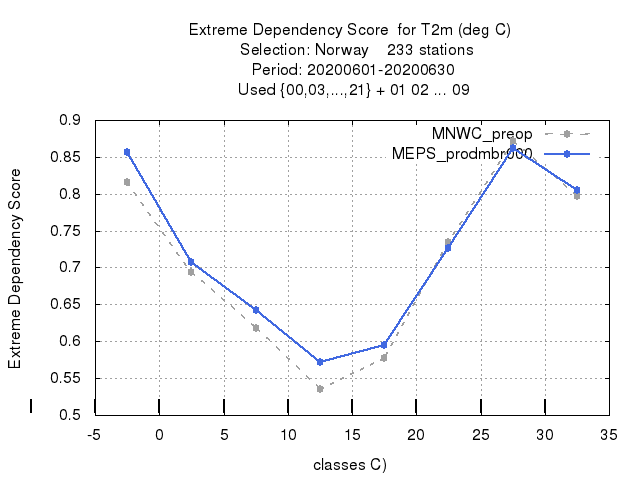 Extreme Dependency Score  for T2m (deg C)
Selection: Norway    233 stations
Period: 20200601-20200630
Used {00,03,...,21} + 01 02 ... 09
MNWC_preop
MEPS_prodmbr000
Extreme Dependency Score
0.9
0.85
0.8
0.75
0.7
0.65
0.6
0.55
0.5
-5 0 5 10 15 20 25 30 35
classes C)